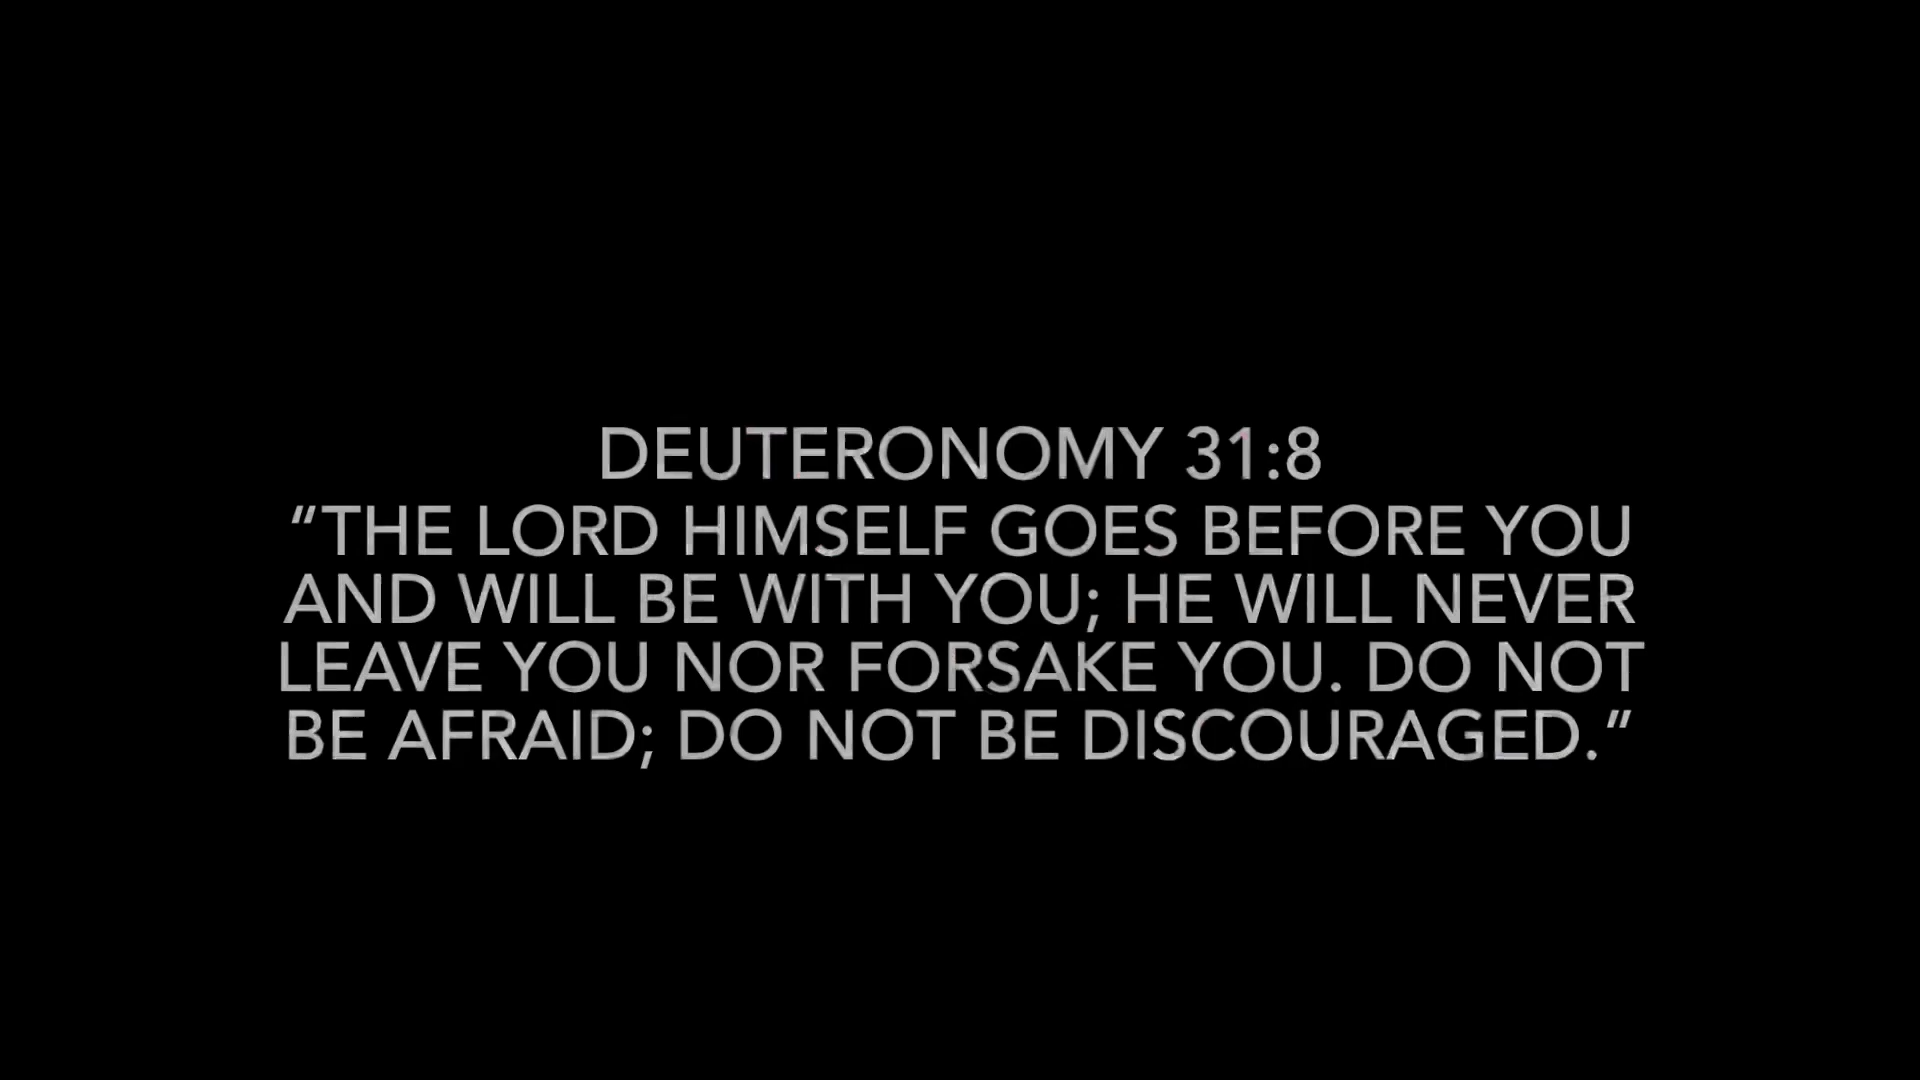 DEUTERONOMY 31:8
“THE LORD HIMSELF GOES BEFORE YOU
AND WILL BE WITH YOU; HE WILL NEVER
LEAVE YOU NOR FORSAKE YOU. DO NOT
BE AFRAID; DO NOT BE DISCOURAGED.”